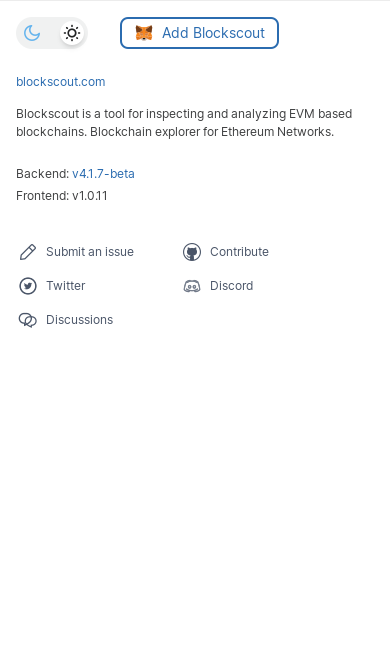 Add Blockscout
blockscout.com
Blockscout is a tool for inspecting and analyzing EVM based
blockchains. Blockchain explorer for Ethereum Networks.
Backend: v4.1.7-beta
Frontend: v1.0.11
Submit an issue
Contribute
Twitter
Discord
Discussions